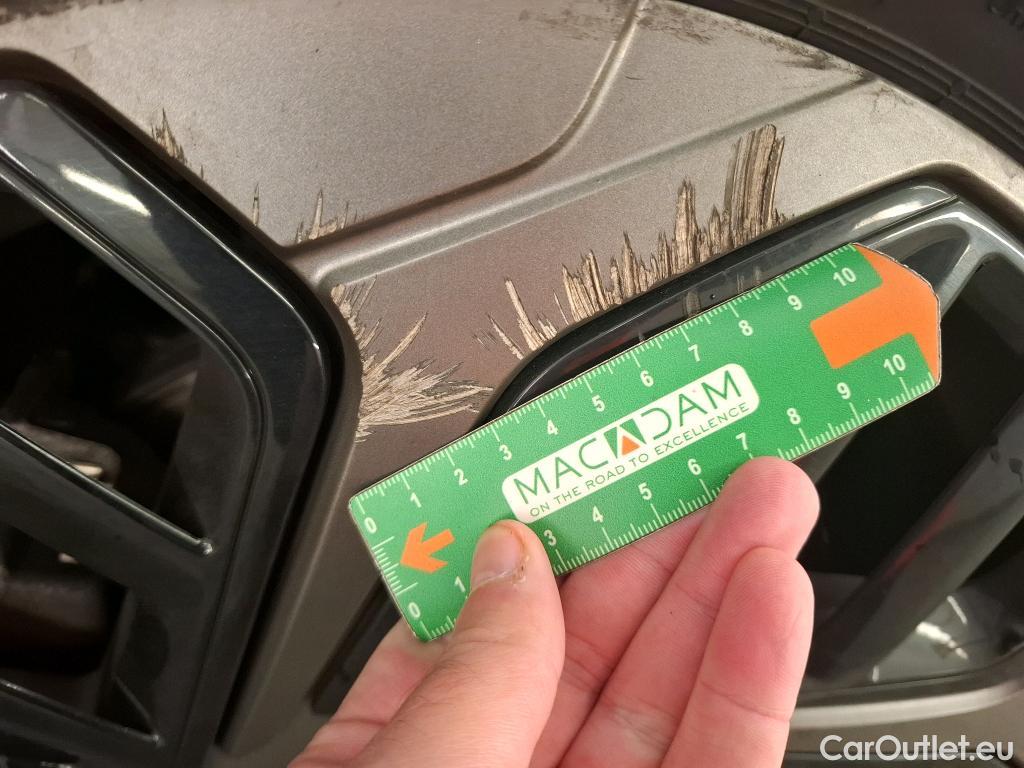 0 1 2 3 4 5 6 7 8 9 10
MACADAM
ON THE ROAD TO EXCELLENCE
0 1 3 4 5 6 7 8 9 10
CarOutlet.eu